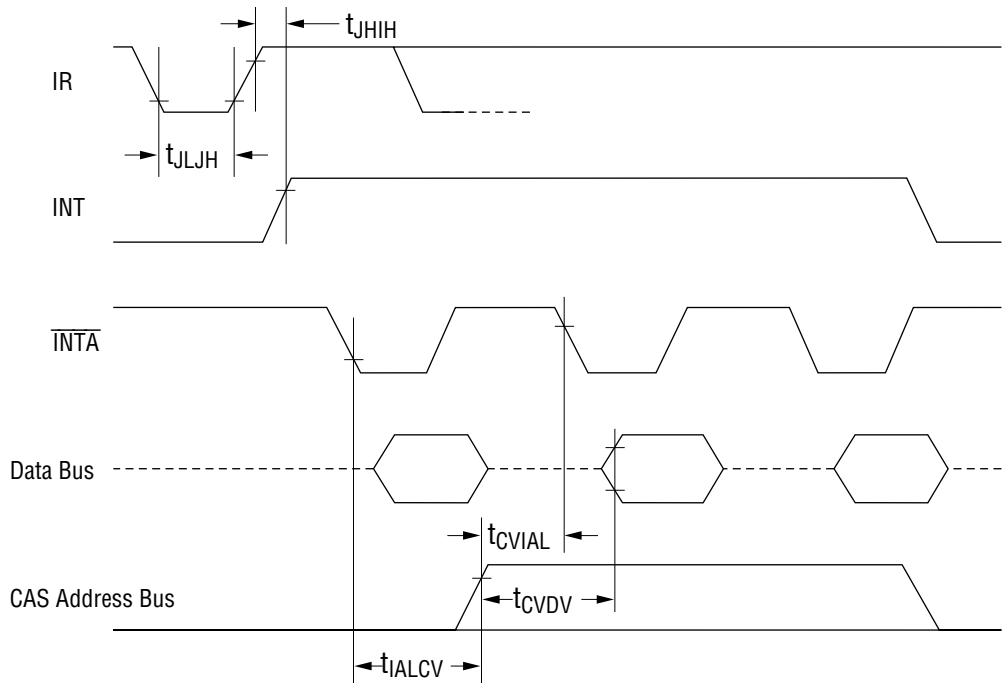 tJHIH
IR
tJLJH
INT
INTA
Data Bus
tCVIAL
CAS Address Bus
tCVDV
tIALCV